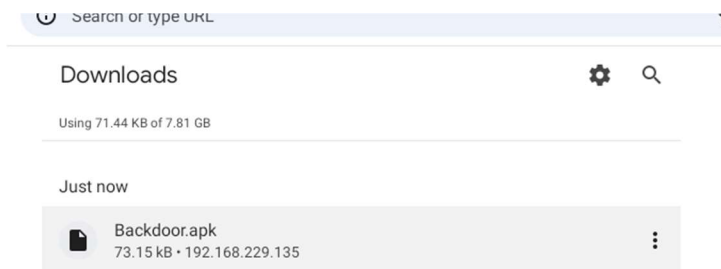 Search or type URL
Downloads
Using 71.44 KB of 7.81 GB
Just now
Backdoor.apk
73.15 kB • 192.168.229.135